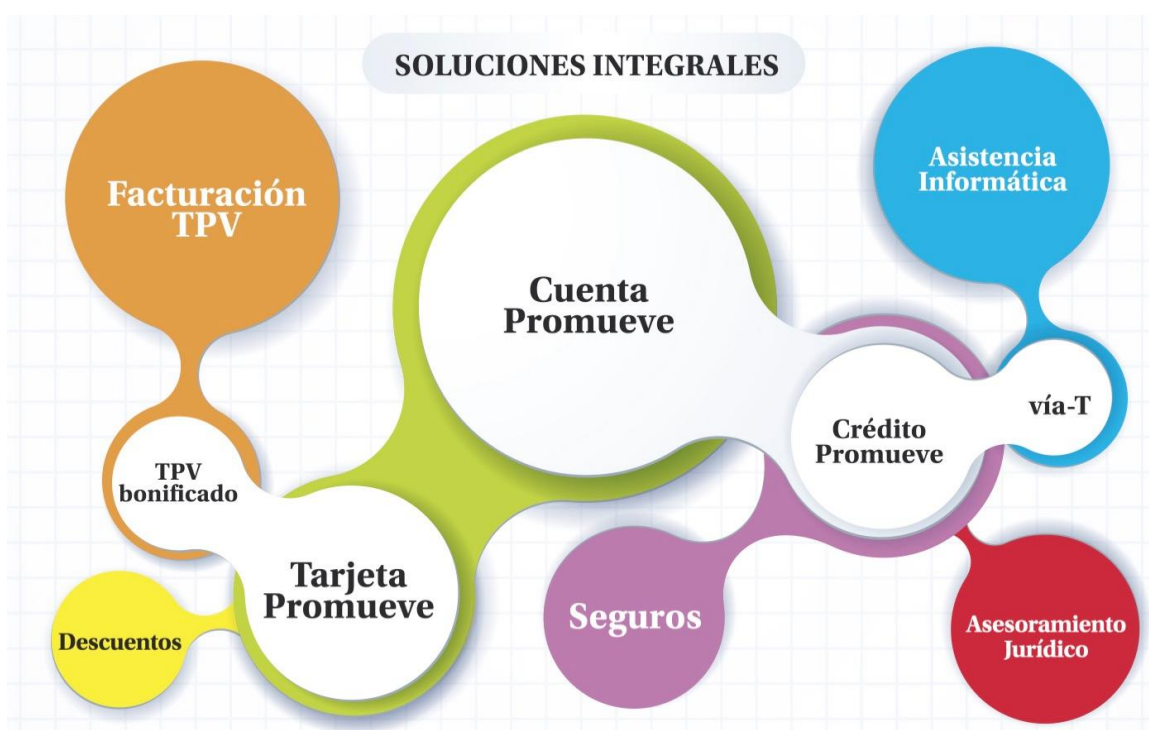 SOLUCIONES INTEGRALES
Facturación
TPV
Asistencia
Informática
Cuenta
Promueve
vía-T
Crédito
Promueve
TPV
bonificado
Tarjeta
Promueve
Seguros
Descuentos
Asesoramiento
Jurídico